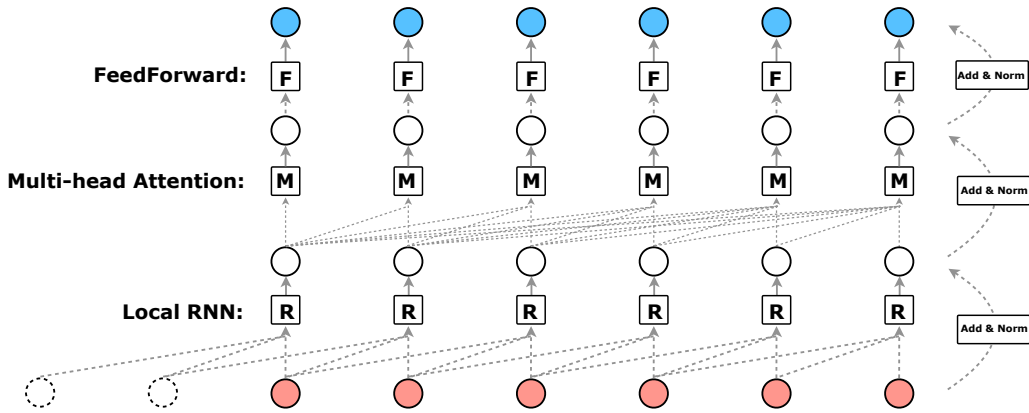 FeedForward: F F F F F F Add & Norm
Multi-head Attention: M M M M M M Add & Norm
Local RNN: R R R R R R Add & Norm